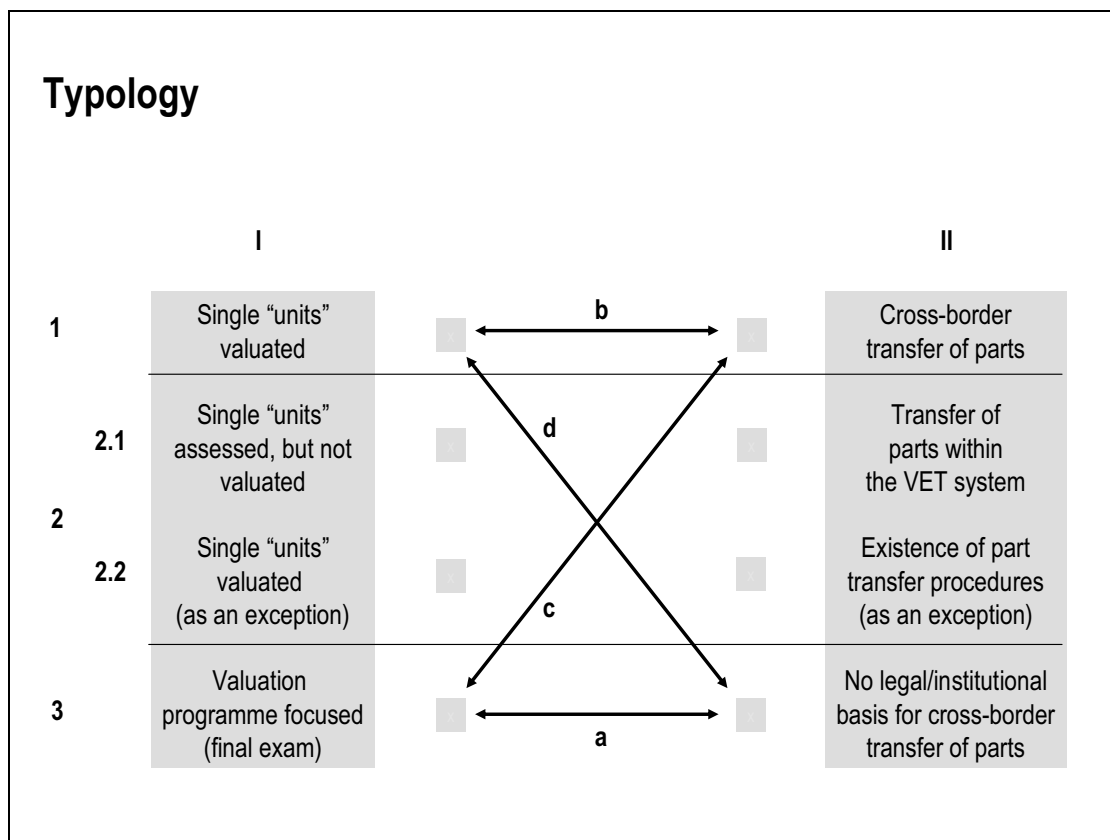 Typology
I
II
1
Single “units”
valuated
x
b
x
Cross-border
transfer of parts
2.1
Single “units”
assessed, but not
valuated
x
d
x
Transfer of
parts within
the VET system
2
2.2
Single “units”
valuated
(as an exception)
x
c
x
Existence of part
transfer procedures
(as an exception)
3
Valuation
programme focused
(final exam)
x
a
x
No legal/institutional
basis for cross-border
transfer of parts